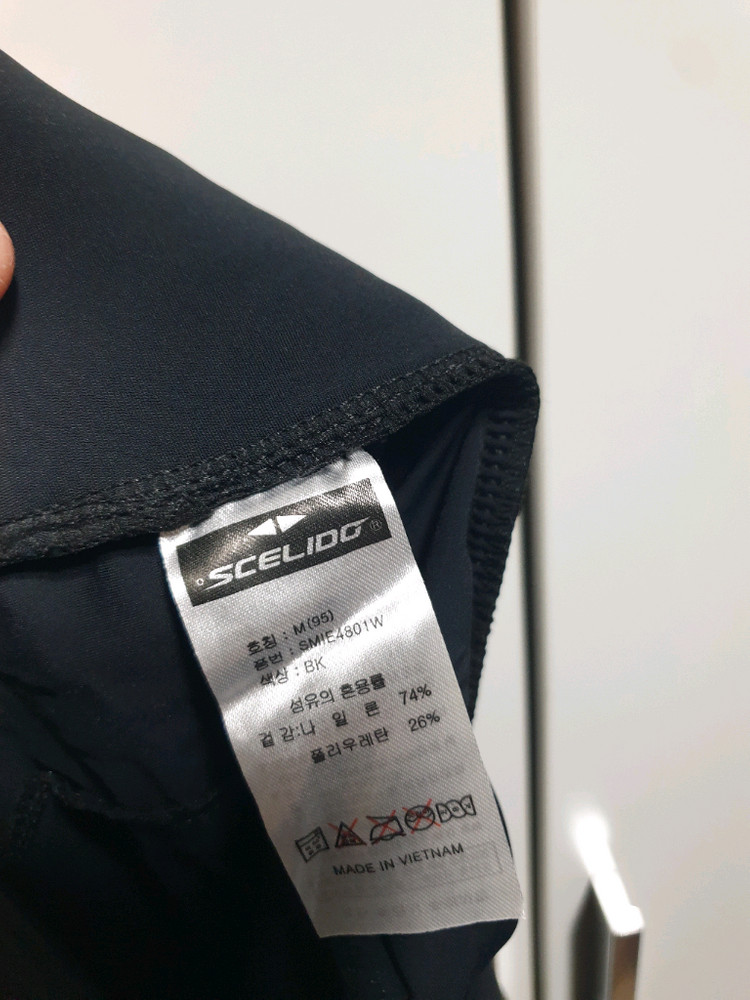 SCELIDO®
호칭 : M(95)
품번 : SMIE4801W
색상 : BK
섬유의 혼용률
겉 감:나 일 론 74%
폴리우레탄 26%
MADE IN VIETNAM